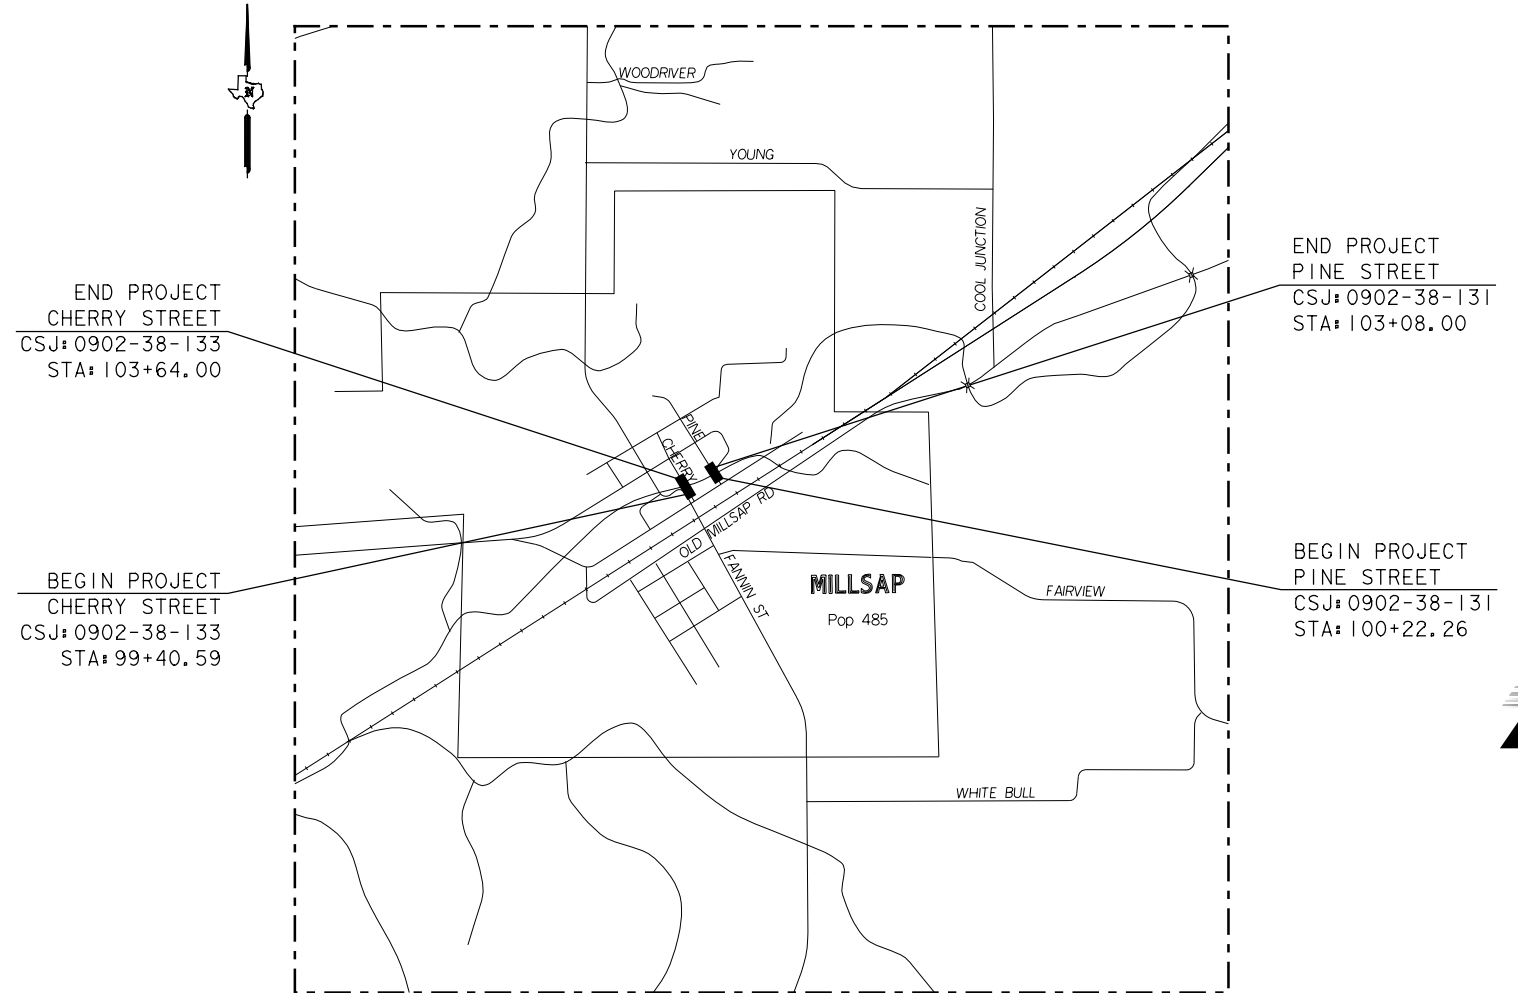 N
WOODRIVER
YOUNG
COOL JUNCTION
END PROJECT
PINE STREET
CSJ:0902-38-131
STA:103+08.00
END PROJECT
CHERRY STREET
CSJ:0902-38-133
STA:103+64.00
PINE
CHERRY
OLD MILLSAP RD
FANNIN ST
MILLSAP
Pop 485
FAIRVIEW
BEGIN PROJECT
PINE STREET
CSJ:0902-38-131
STA:100+22.26
BEGIN PROJECT
CHERRY STREET
CSJ:0902-38-133
STA:99+40.59
WHITE BULL